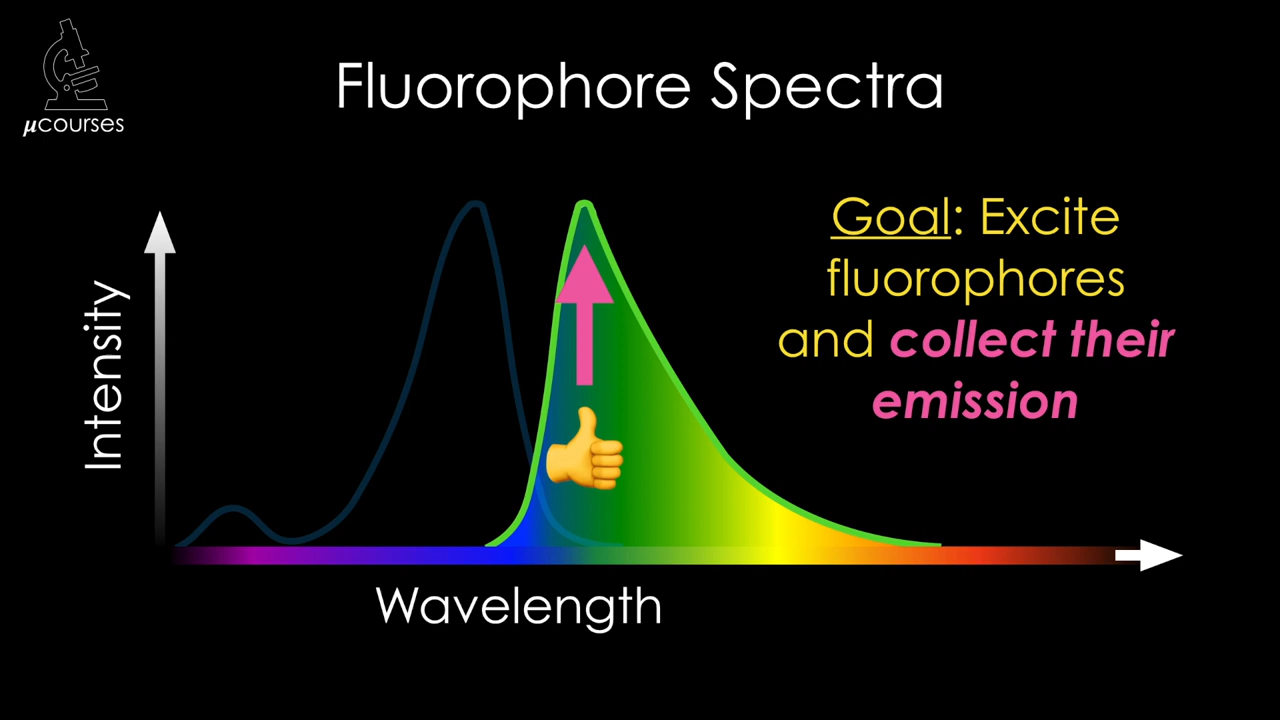 μcourses
Fluorophore Spectra
Goal: Excite
fluorophores
and collect their
emission
Intensity
Wavelength